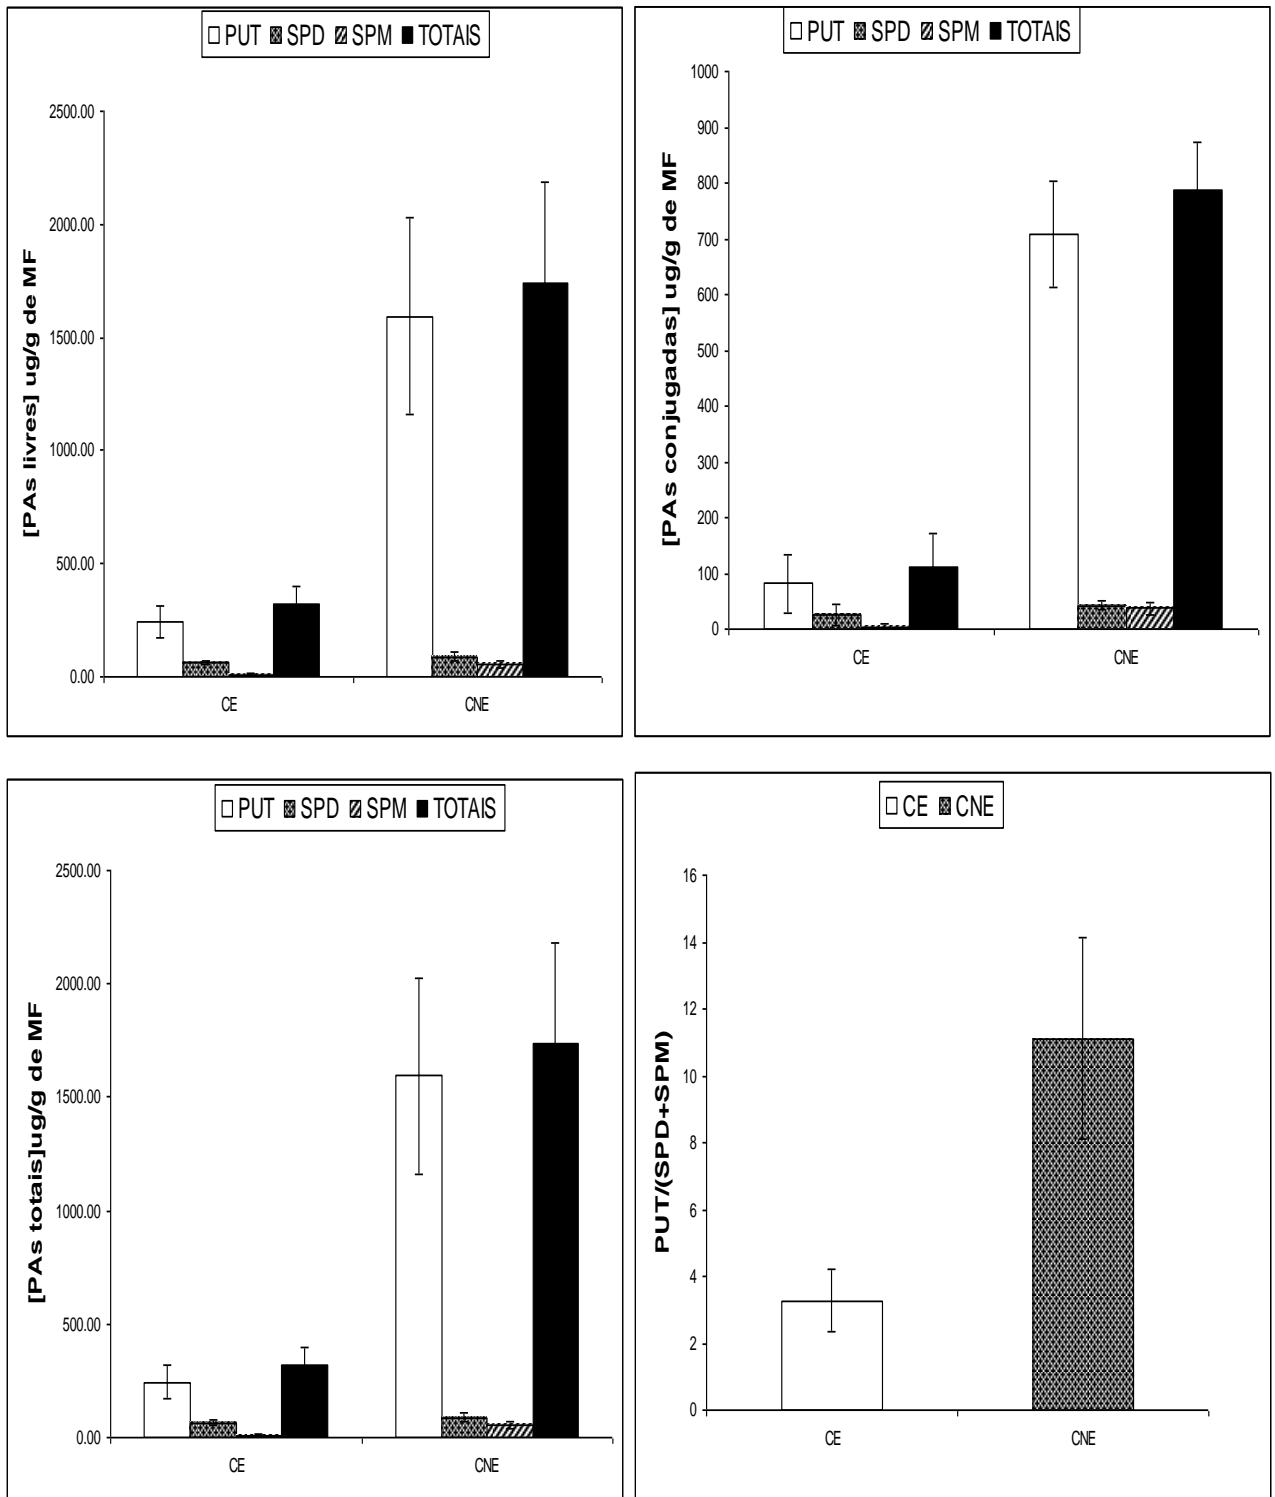 PUT SPD SPM TOTAIS
[PAs livres] ug/g de MF
2500.00
2000.00
1500.00
1000.00
500.00
0.00
CE CNE
PUT SPD SPM TOTAIS
[PAs conjugadas] ug/g de MF
1000
900
800
700
600
500
400
300
200
100
0
CE CNE
PUT SPD SPM TOTAIS
[PAs totais]ug/g de MF
2500.00
2000.00
1500.00
1000.00
500.00
0.00
CE CNE
CE CNE
PUT/(SPD+SPM)
16
14
12
10
8
6
4
2
0
CE CNE